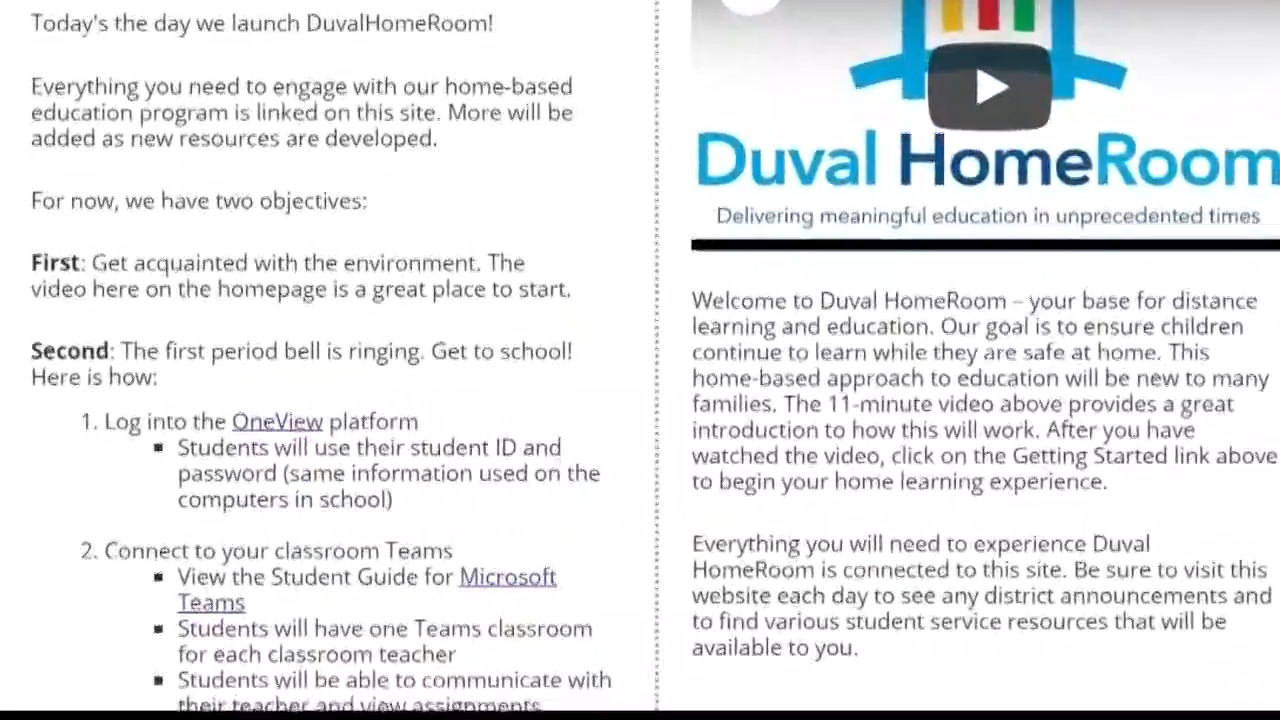 Today's the day we launch DuvalHomeRoom!
Everything you need to engage with our home-based
education program is linked on this site. More will be
added as new resources are developed.
For now, we have two objectives:
First: Get acquainted with the environment. The
video here on the homepage is a great place to start.
Second: The first period bell is ringing. Get to school!
Here is how:
1. Log into the OneView platform
▪ Students will use their student ID and
password (same information used on the
computers in school)
2. Connect to your classroom Teams
▪ View the Student Guide for Microsoft
Teams
▪ Students will have one Teams classroom
for each classroom teacher
▪ Students will be able to communicate with
their teacher and view assignments
Duval HomeRoom
Delivering meaningful education in unprecedented times
Welcome to Duval HomeRoom – your base for distance
learning and education. Our goal is to ensure children
continue to learn while they are safe at home. This
home-based approach to education will be new to many
families. The 11-minute video above provides a great
introduction to how this will work. After you have
watched the video, click on the Getting Started link above
to begin your home learning experience.
Everything you will need to experience Duval
HomeRoom is connected to this site. Be sure to visit this
website each day to see any district announcements and
to find various student service resources that will be
available to you.